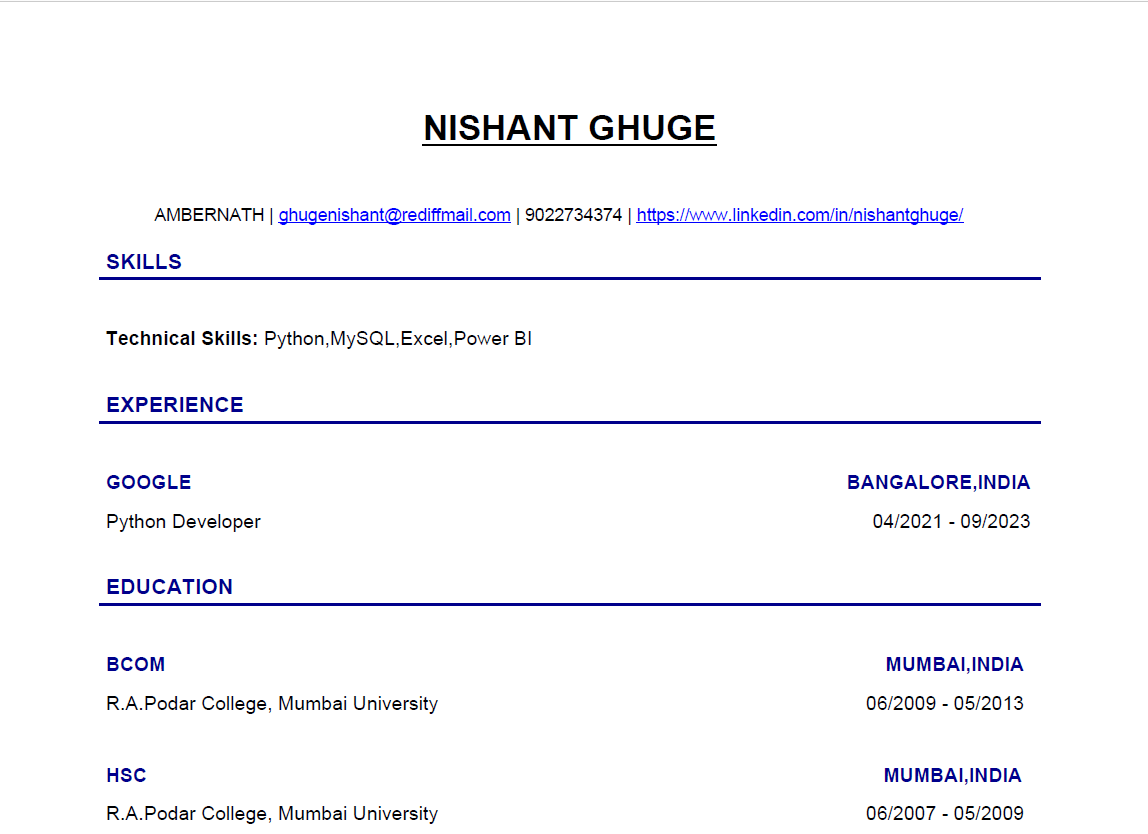 NISHANT GHUGE
AMBERNATH | ghugenishant@rediffmail.com | 9022734374 | https://www.linkedin.com/in/nishantghuge/
SKILLS
Technical Skills: Python,MySQL,Excel,Power BI
EXPERIENCE
GOOGLE BANGALORE,INDIA
Python Developer 04/2021 - 09/2023
EDUCATION
BCOM MUMBAI,INDIA
R.A.Podar College, Mumbai University 06/2009 - 05/2013
HSC MUMBAI,INDIA
R.A.Podar College, Mumbai University 06/2007 - 05/2009